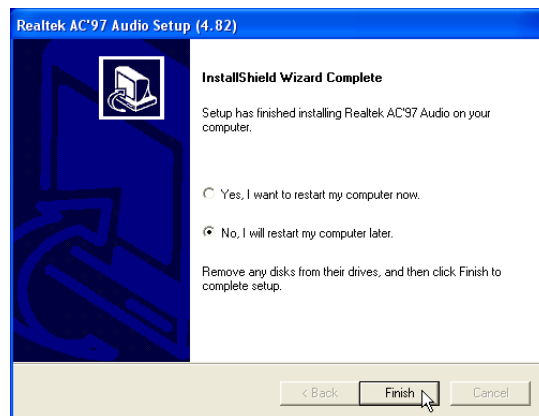 Realtek AC'97 Audio Setup (4.82)
InstallShield Wizard Complete
Setup has finished installing Realtek AC'97 Audio on your
computer.
Yes, I want to restart my computer now.
No, I will restart my computer later.
Remove any disks from their drives, and then click Finish to
complete setup.
< Back Finish Cancel